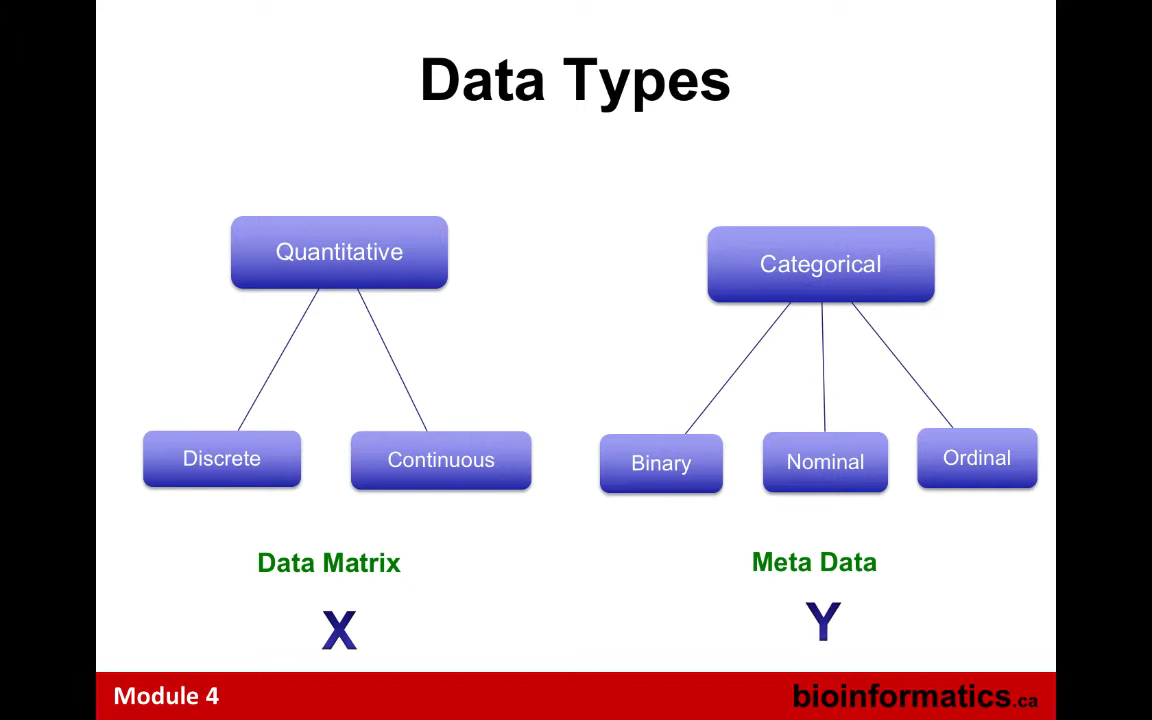 Data Types
Quantitative
Categorical
Discrete
Continuous
Binary
Nominal
Ordinal
Data Matrix
Meta Data
X
Y
Module 4
bioinformatics.ca